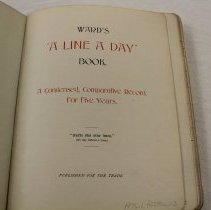 WARD'S
'A LINE A DAY'
BOOK.
A Condensed, Comparative Record
For Five Years.
PUBLISHED FOR THE TRADE